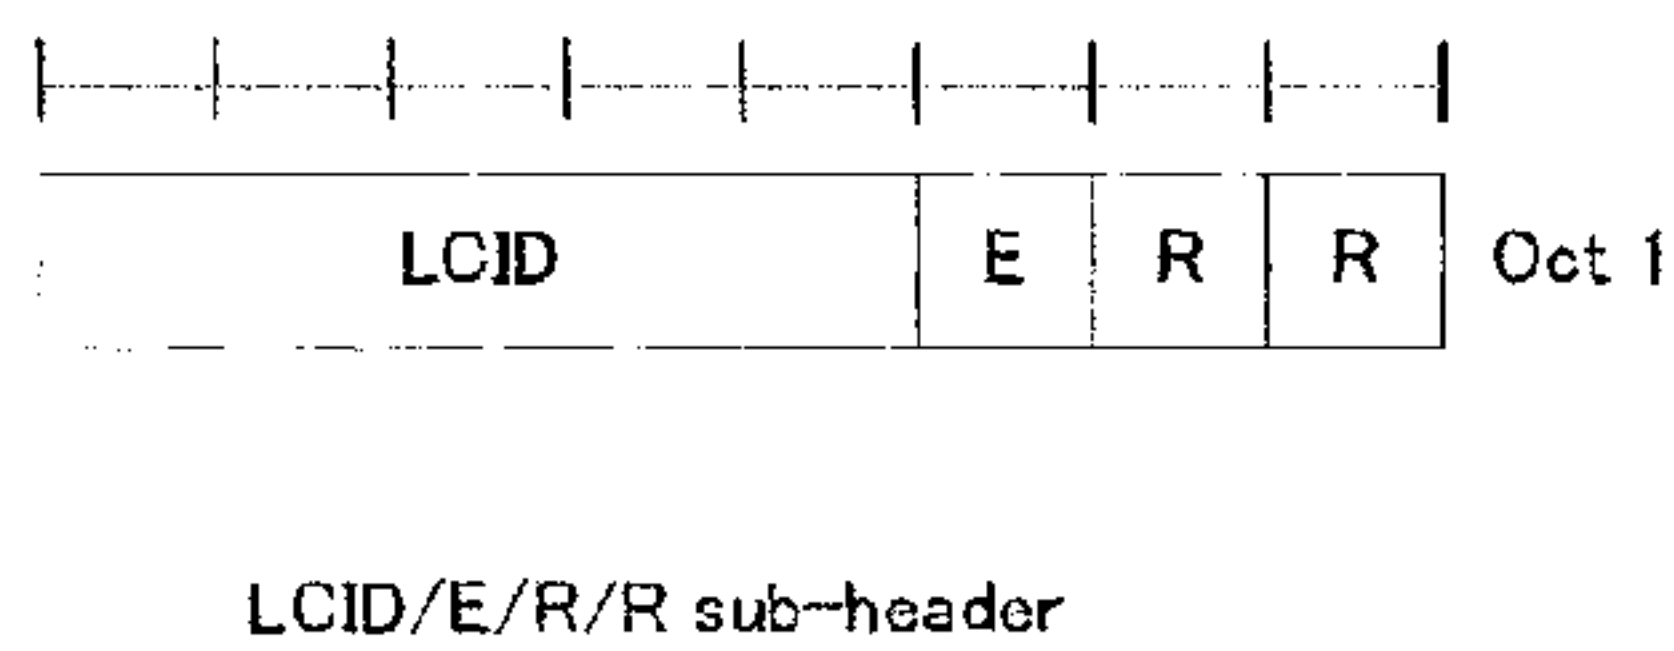 LCID E R R Oct 1
LCID/E/R/R sub-header